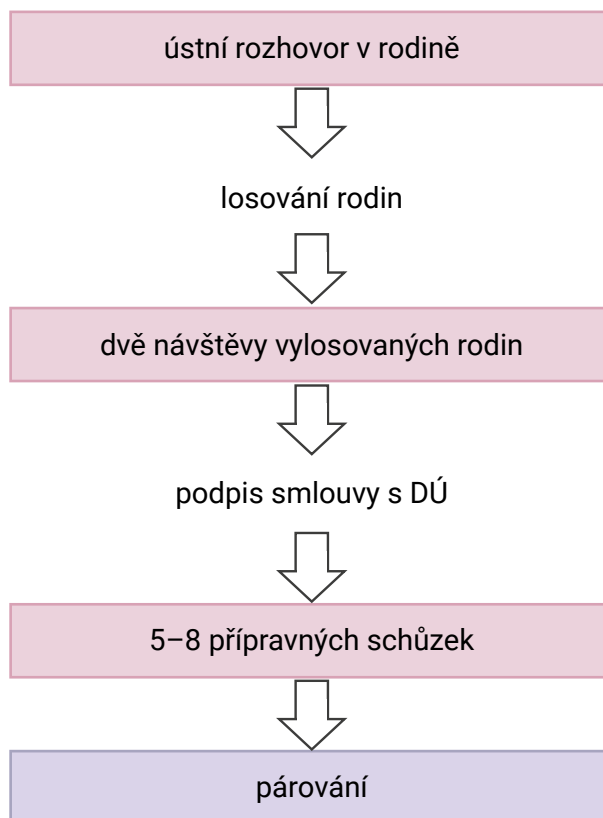 ústní rozhovor v rodině
losování rodin
dvě návštěvy vylosovaných rodin
podpis smlouvy s DÚ
5–8 přípravných schůzek
párování